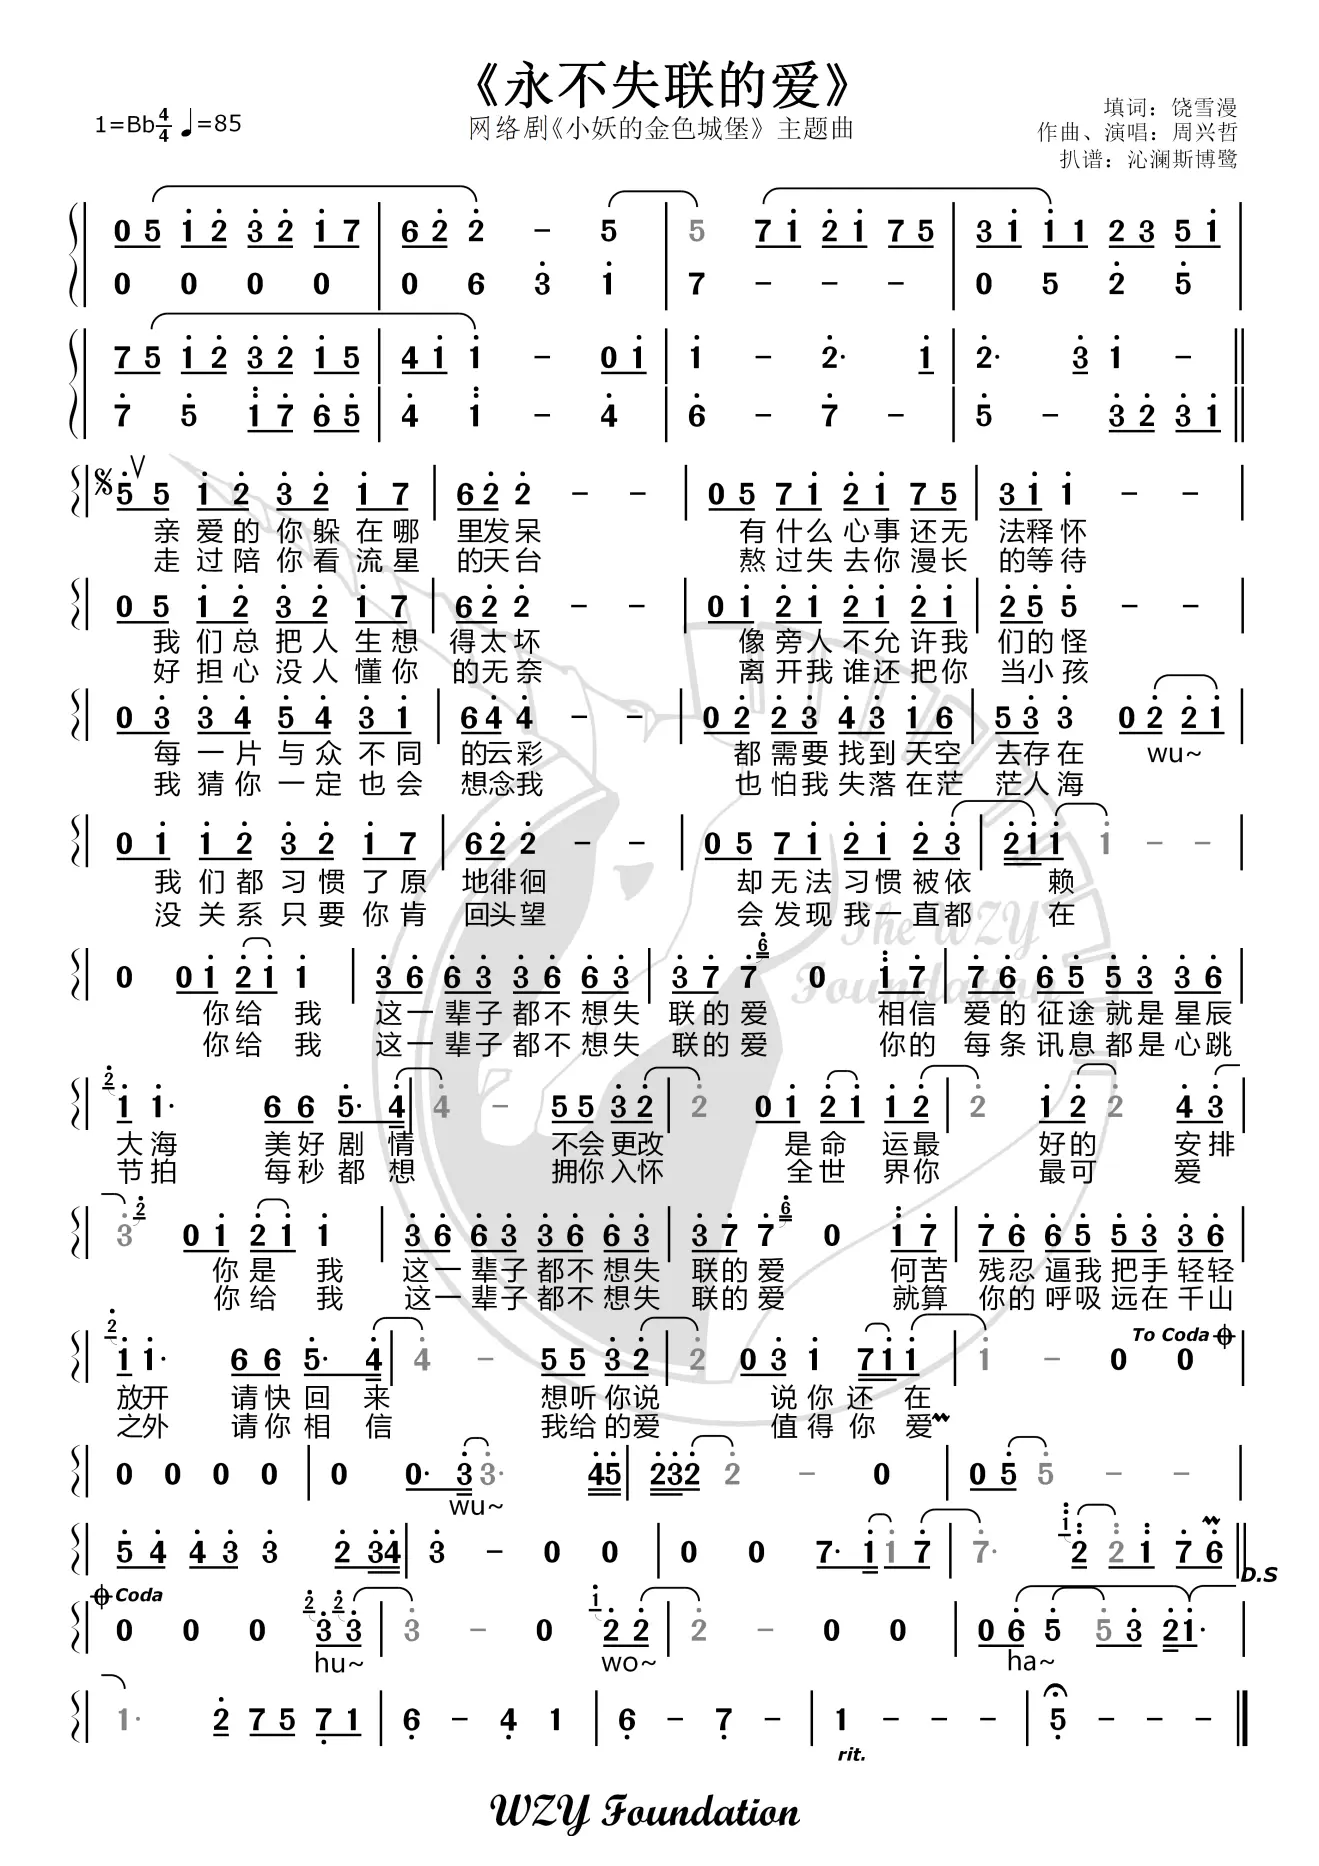 《永不失联的爱》
1=Bb 4/4 ♩=85
网络剧《小妖的金色城堡》主题曲
填词：饶雪漫
作曲、演唱：周兴哲
扒谱：沁澜斯博鹭
0 5 1 2 3 2 1 7 | 6 2 2 – 5 | 5 7 1 2 1 7 5 | 3 1 1 1 2 3 5 1 |
0 0 0 0 | 0 6 3 1 | 7 – – – | 0 5 2 5 |
7 5 1 2 3 2 1 5 | 4 1 1 – 0 1 | 1 – 2· 1 | 2· 3 1 – ||
7 5 1 7 6 5 | 4 1 – 4 | 6 – 7 – | 5 – 3 2 3 1 ||
5 5 1 2 3 2 1 7 | 6 2 2 – – | 0 5 7 1 2 1 7 5 | 3 1 1 – – |
亲爱的你躲在哪 里发呆 有什么心事还无 法释怀
走过陪你看流星 的天台 熬过失去你漫长 的等待
0 5 1 2 3 2 1 7 | 6 2 2 – – | 0 1 2 1 2 1 2 1 | 2 5 5 – – |
我们总把人生想 得太坏 像旁人不允许我 们的怪
好担心没人懂你 的无奈 离开我谁还把你 当小孩
0 3 3 4 5 4 3 1 | 6 4 4 – – | 0 2 2 3 4 3 1 6 | 5 3 3 0 2 2 1 |
每一片与众不同 的云彩 都需要找到天空 去存在 wu~
我猜你一定也会 想念我 也怕我失落在茫 茫人海
0 1 1 2 3 2 1 7 | 6 2 2 – – | 0 5 7 1 2 1 2 3 | 2 1 1 1 – – |
我们都习惯了原 地徘徊 却无法习惯被依 赖
没关系只要你肯 回头望 会发现我一直都 在
The WZY
Foundation
0 0 1 2 1 1 | 3 6 6 3 3 6 6 3 | 3 7 7 6 0 1 7 | 7 6 6 5 5 3 3 6 |
你给 我 这一辈子都不想失 联的爱 相信 爱的征途就是星辰
你给 我 这一辈子都不想失 联的爱 你的 每条讯息都是心跳
2 1 1· 6 6 5· 4 | 4 – 5 5 3 2 | 2 0 1 2 1 1 2 | 2 1 2 2 4 3 |
大海 美好剧情 不会更改 是命 运最 好的 安排
节拍 每秒都想 拥你入怀 全世 界你 最可 爱
3 2 0 1 2 1 1 | 3 6 6 3 3 6 6 3 | 3 7 7 6 0 1 7 | 7 6 6 5 5 3 3 6 |
你是 我 这一辈子都不想失 联的爱 何苦 残忍逼我把手轻轻
你给 我 这一辈子都不想失 联的爱 就算 你的呼吸远在千山
To Coda
2 1 1· 6 6 5· 4 | 4 – 5 5 3 2 | 2 0 3 1 7 1 1 | 1 – 0 0 |
放开 请快回来 想听你说 说你还在
之外 请你相信 我给的爱 值得你爱
0 0 0 0 | 0 0· 3 3· 4 5 | 2 3 2 2 – 0 | 0 5 5 – – |
wu~
5 4 4 3 3 2 3 4 | 3 – 0 0 | 0 0 7· 1 1 7 | 7· 1 2 2 1 7 6 ||
D.S
Coda
0 0 0 2 3 2 3 | 3 – 0 1 2 2 | 2 – 0 0 | 0 6 5 5 3 2 1· |
hu~ wo~ ha~
1· 2 7 5 7 1 | 6 – 4 1 | 6 – 7 – | 1 – – – | 5 – – – ||
rit.
WZY Foundation